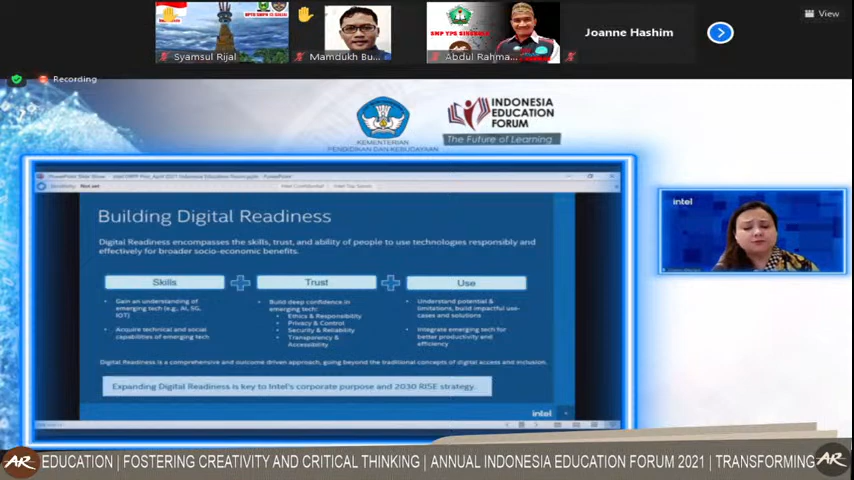 View
Syamsul Rijal
Mamdukh Bu...
SMP YPS SINGKOLE
Abdul Rahma...
Joanne Hashim
Recording
KEMENTERIAN
PENDIDIKAN DAN KEBUDAYAAN
INDONESIA
EDUCATION
FORUM
The Future of Learning
Building Digital Readiness
Digital Readiness encompasses the skills, trust, and ability of people to use technologies responsibly and
effectively for broader socio-economic benefits.
Skills
Trust
Use
• Gain an understanding of
emerging tech (e.g., AI, 5G,
IOT)
• Acquire technical and social
capabilities of emerging tech
• Build deep confidence in
emerging tech:
• Ethics & Responsibility
• Privacy & Control
• Security & Reliability
• Transparency &
Accessibility
• Understand potential &
limitations, build impactful use-
cases and solutions
• Integrate emerging tech for
better productivity and
efficiency
Digital Readiness is a comprehensive and outcome driven approach, going beyond the traditional concepts of digital access and inclusion.
Expanding Digital Readiness is key to Intel's corporate purpose and 2030 RISE strategy.
intel
intel
AR EDUCATION | FOSTERING CREATIVITY AND CRITICAL THINKING | ANNUAL INDONESIA EDUCATION FORUM 2021 | TRANSFORMING AR